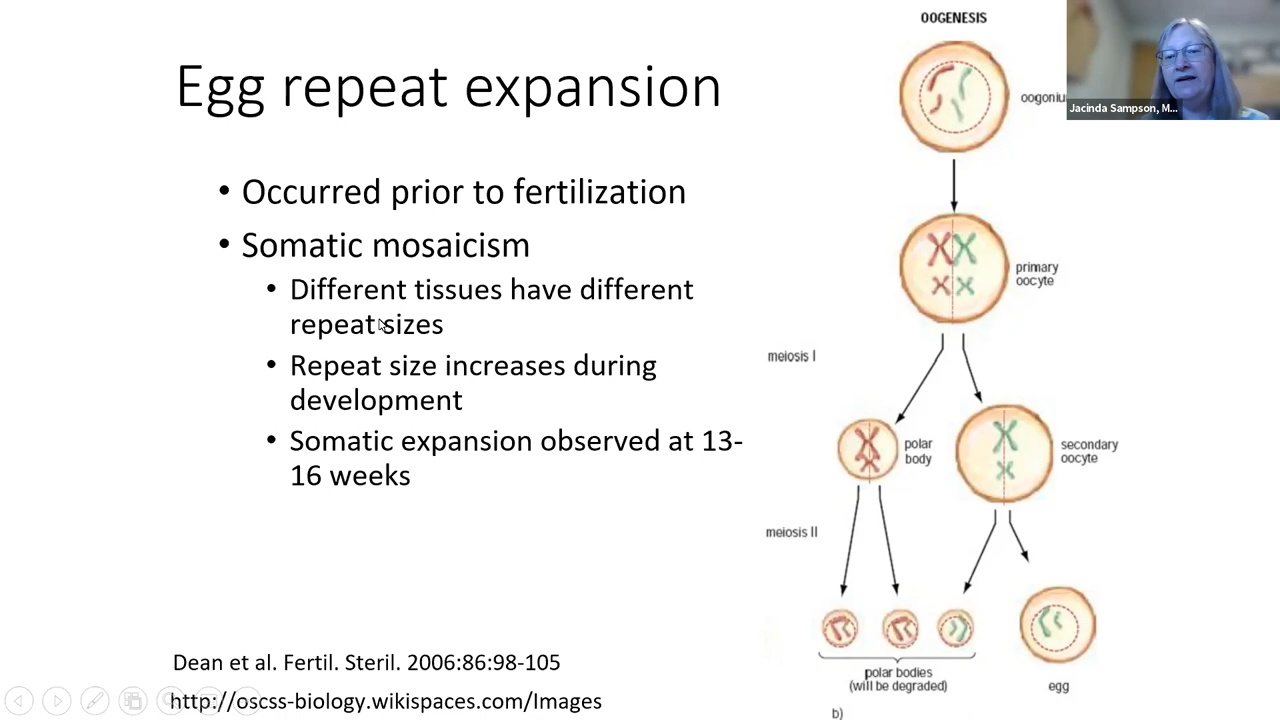 Egg repeat expansion
• Occurred prior to fertilization
• Somatic mosaicism
• Different tissues have different
repeat sizes
• Repeat size increases during
development
• Somatic expansion observed at 13-
16 weeks
Dean et al. Fertil. Steril. 2006:86:98-105
http://oscss-biology.wikispaces.com/Images
OOGENESIS
oogoniu
primary
oocyte
meiosis I
polar
body
secondary
oocyte
meiosis II
polar bodies
(will be degraded)
egg
b)
Jacinda Sampson, M...